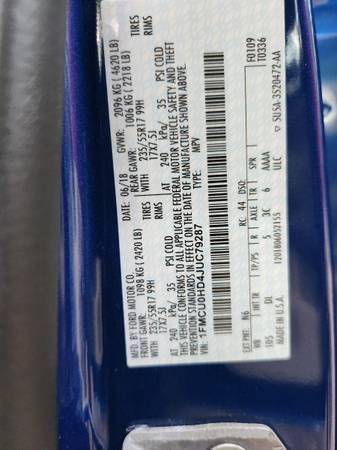 MFD. BY FORD MOTOR CO.
DATE: 06/18 GVWR: 2096 KG ( 4620 LB)
FRONT GAWR: 1098 KG ( 2420 LB) REAR GAWR: 1006 KG ( 2218 LB)
WITH 235/55R17 99H TIRES WITH 235/55R17 99H TIRES
17X7.5J RIMS 17X7.5J RIMS
AT 240 kPa/ 35 PSI COLD AT 240 kPa/ 35 PSI COLD
THIS VEHICLE CONFORMS TO ALL APPLICABLE FEDERAL MOTOR VEHICLE SAFETY AND THEFT
PREVENTION STANDARDS IN EFFECT ON THE DATE OF MANUFACTURE SHOWN ABOVE.
VIN: 1FMCU0HD4JUC79287
TYPE: MPV F0109
T0336
EXT PNT: N6 RC: 44 DSO:
WB INT TR TP/PS R AXLE TR SPR
105 DL 5 3C 6 AAAA
MADE IN U.S.A. 1201806052155 ULC SU5A-3520472-AA